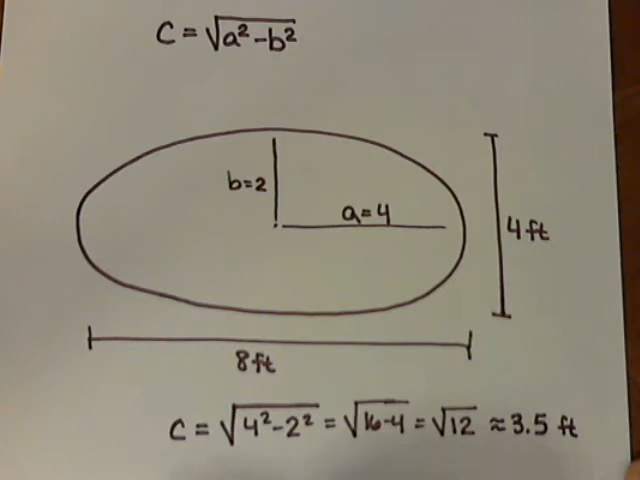 C = √a²-b²
b=2
a=4
4 ft
8 ft
C = √4²-2² = √16-4 = √12 ≈ 3.5 ft